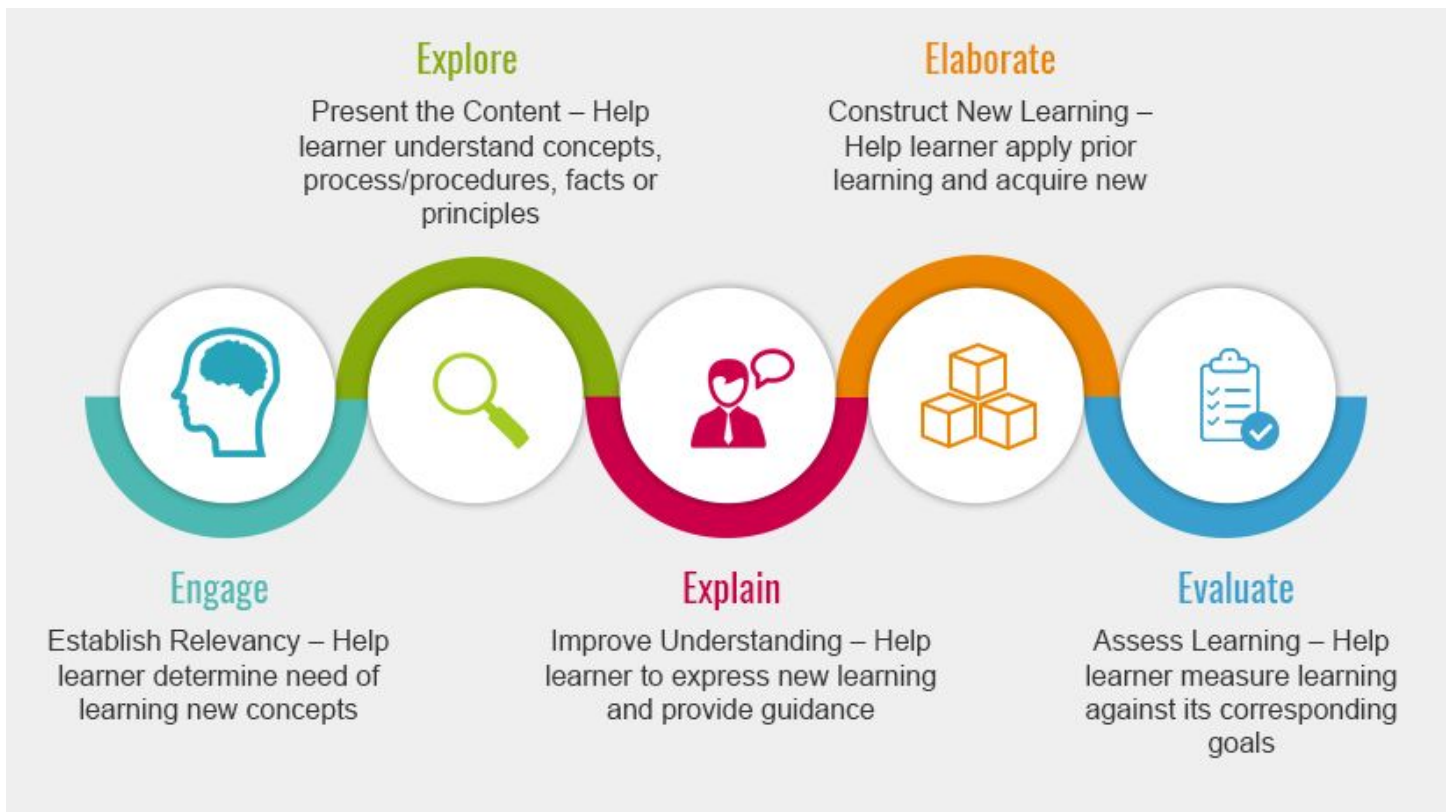 Explore
Present the Content – Help
learner understand concepts,
process/procedures, facts or
principles
Elaborate
Construct New Learning –
Help learner apply prior
learning and acquire new
Engage
Establish Relevancy – Help
learner determine need of
learning new concepts
Explain
Improve Understanding – Help
learner to express new learning
and provide guidance
Evaluate
Assess Learning – Help
learner measure learning
against its corresponding
goals